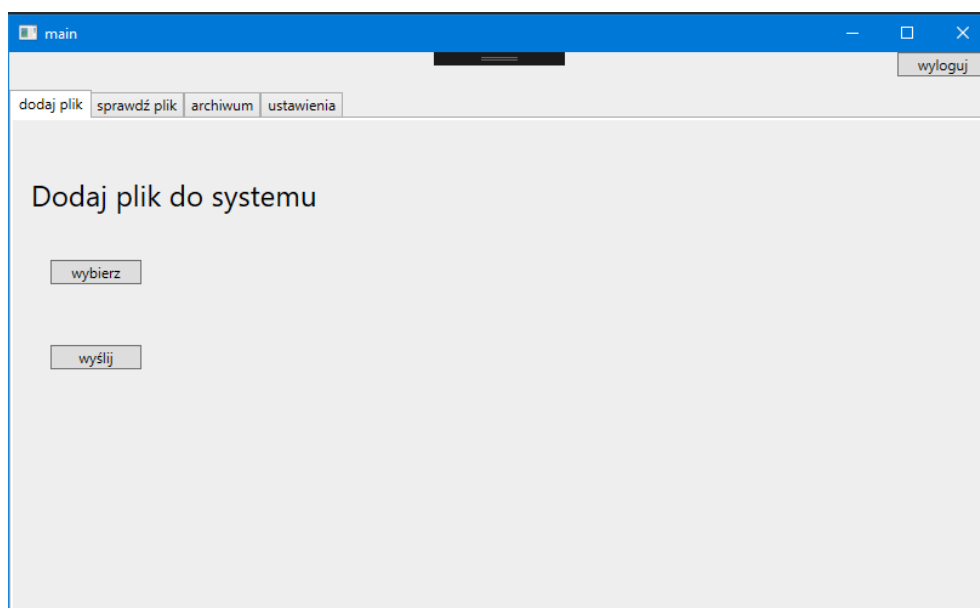 main
wyloguj
dodaj plik sprawdź plik archiwum ustawienia
Dodaj plik do systemu
wybierz
wyślij